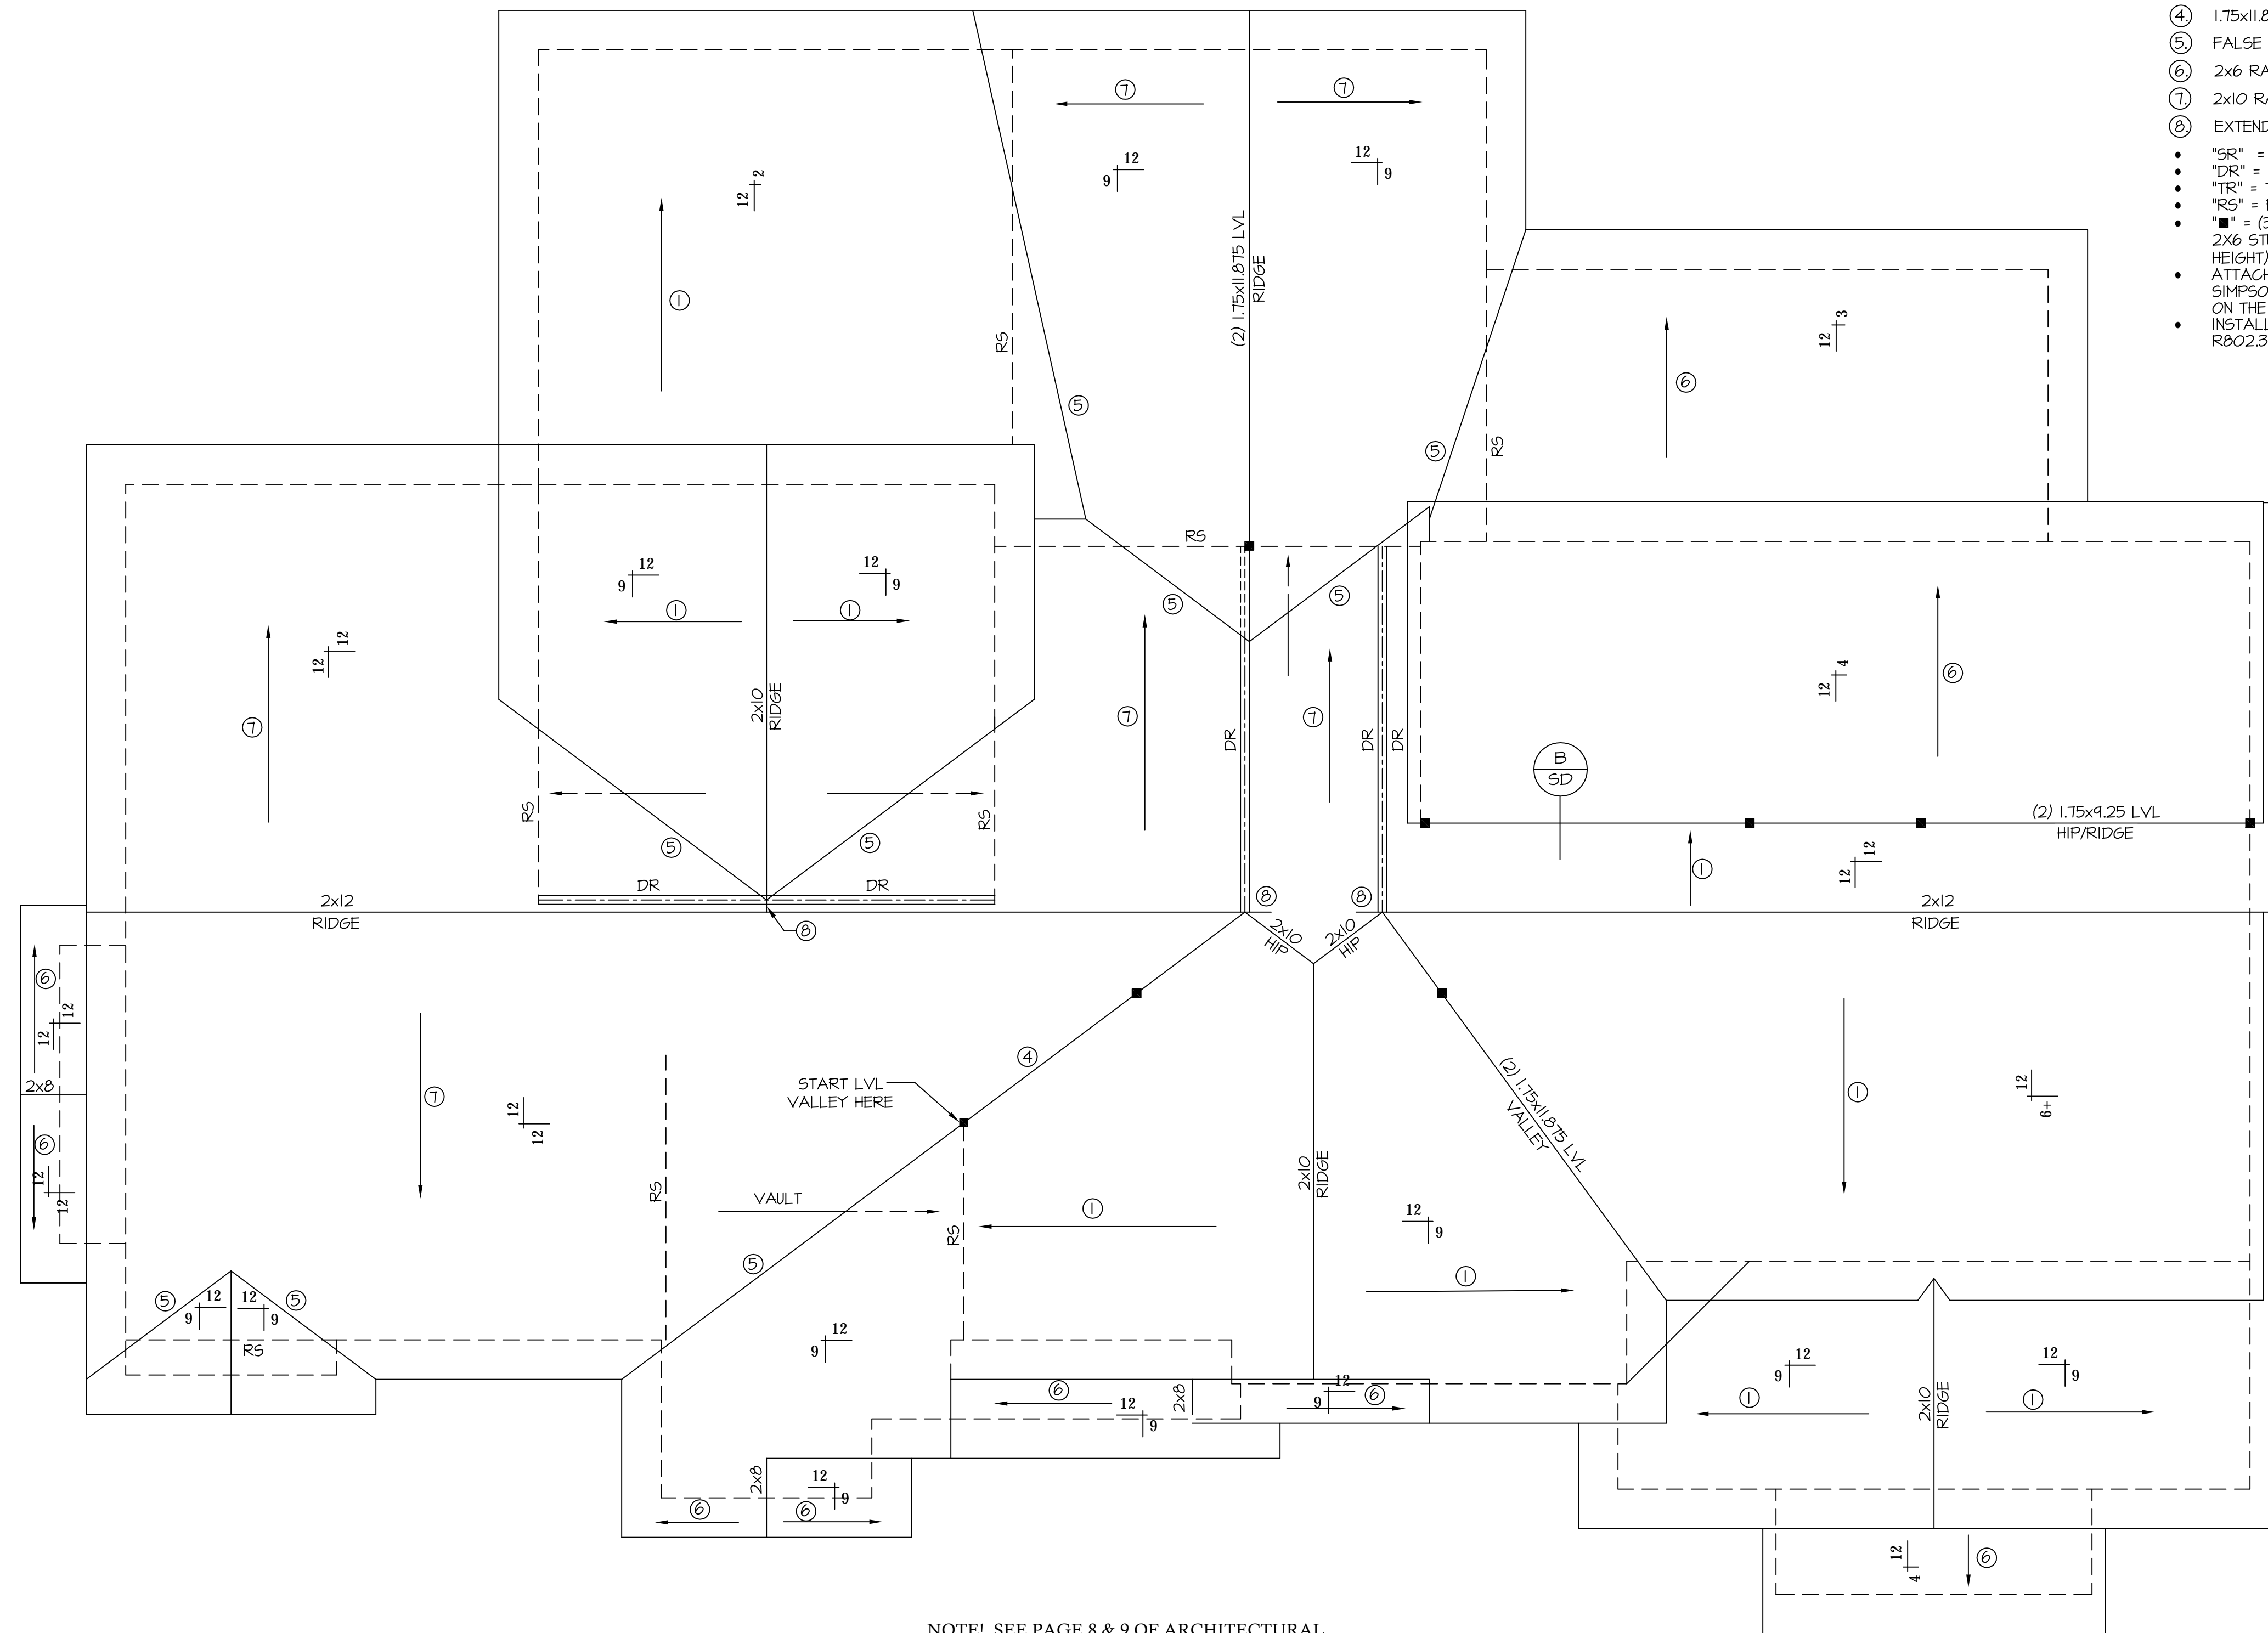 4. 1.75x11.8
5. FALSE
6. 2x6 RA
7. 2x10 RA
8. EXTEND
• "SR" =
• "DR" =
• "TR" =
• "RS" =
• "■" = (3
2X6 ST
HEIGHT)
• ATTACH
SIMPSO
ON THE
• INSTALL
R802.3
7
7
12
9
12
9
12
2
1
RS
(2) 1.75x11.875 LVL
RIDGE
5
12
3
6
5
RS
RS
12
9
12
9
1
1
5
5
12
12
7
2x10
RIDGE
7
7
DR
DR
DR
12
4
6
B
SD
(2) 1.75x9.25 LVL
HIP/RIDGE
RS
RS
5
5
1
12
12
DR
DR
8
8
8
2x12
RIDGE
2x12
RIDGE
2x10
HIP
2x10
HIP
6
12
12
2x8
6
12
12
7
12
12
4
START LVL
VALLEY HERE
(2) 1.75x11.875 LVL
VALLEY
1
12
6+
RS
VAULT
RS
1
2x10
RIDGE
12
9
5
1
5
12
9
12
9
5
RS
12
9
6
2x8
12
9
6
12
9
12
9
1
2x10
RIDGE
12
9
1
2x8
12
9
6
6
12
4
6
NOTE! SEE PAGE 8 & 9 OF ARCHITECTURAL